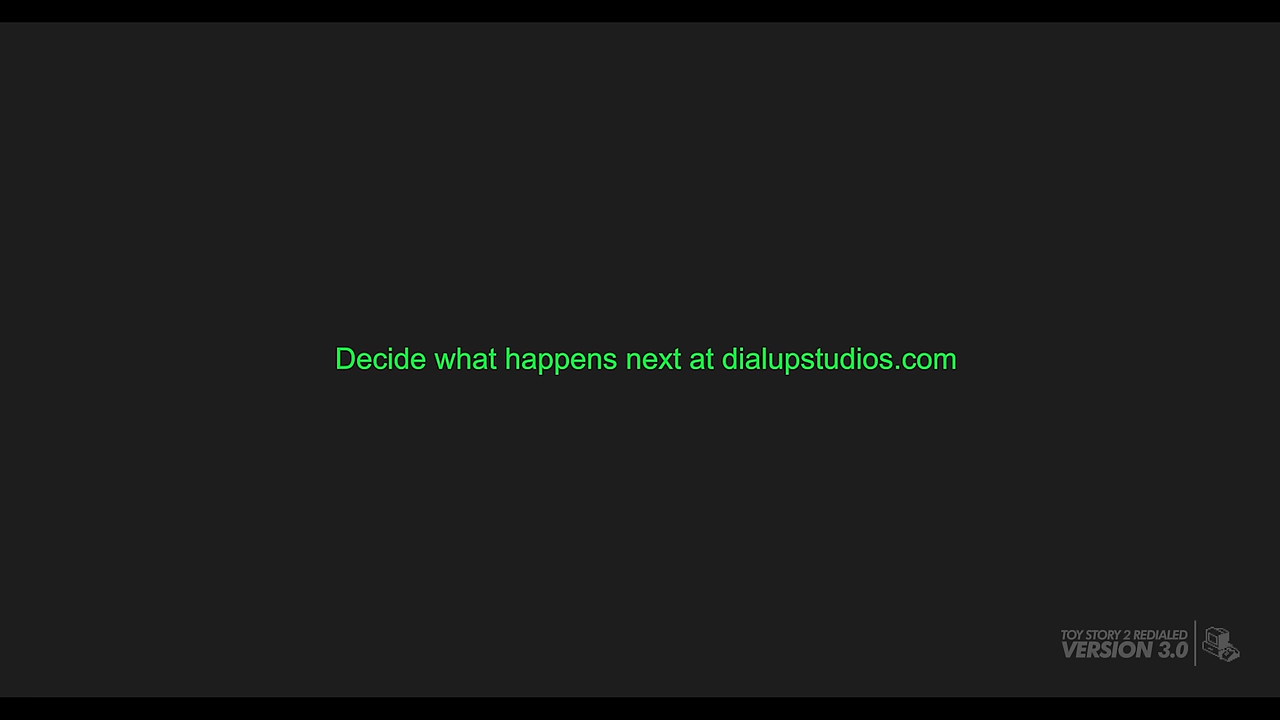 Decide what happens next at dialupstudios.com
TOY STORY 2 REDIALED
VERSION 3.0